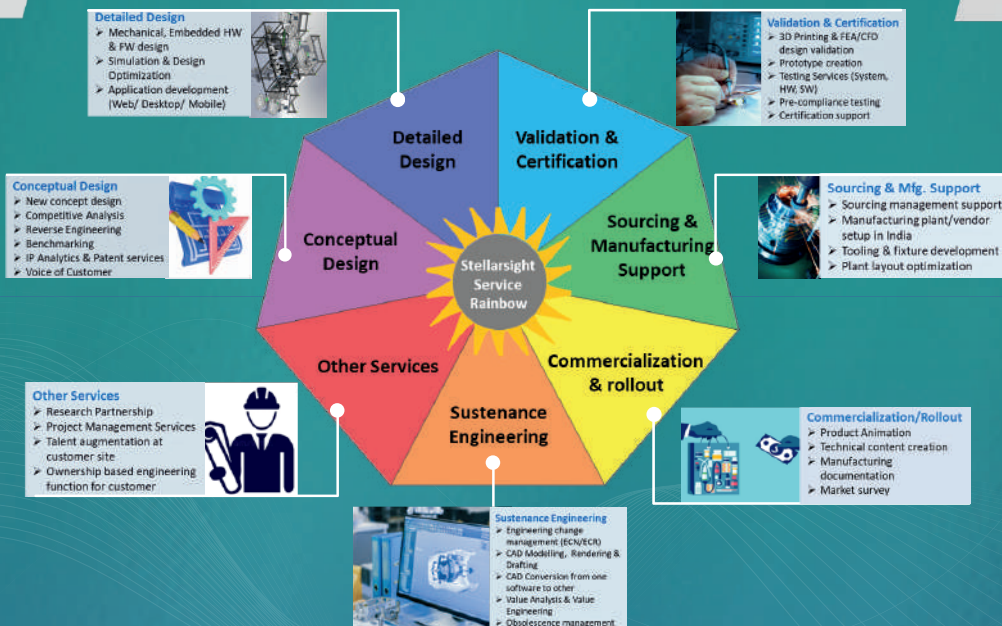 Detailed Design
➢ Mechanical, Embedded HW
& FW design
➢ Simulation & Design
Optimization
➢ Application development
(Web/ Desktop/ Mobile)
Validation & Certification
➢ 3D Printing & FEA/CFD
design validation
➢ Prototype creation
➢ Testing Services (System,
HW, SW)
➢ Pre-compliance testing
➢ Certification support
Detailed
Design
Validation &
Certification
Conceptual Design
➢ New concept design
➢ Competitive Analysis
➢ Reverse Engineering
➢ Benchmarking
➢ IP Analytics & Patent services
➢ Voice of Customer
Conceptual
Design
Sourcing &
Manufacturing
Support
Sourcing & Mfg. Support
➢ Sourcing management support
➢ Manufacturing plant/vendor
setup in India
➢ Tooling & fixture development
➢ Plant layout optimization
Stellarsight
Service
Rainbow
Other Services
Commercialization
& rollout
Sustenance
Engineering
Other Services
➢ Research Partnership
➢ Project Management Services
➢ Talent augmentation at
customer site
➢ Ownership based engineering
function for customer
Commercialization/Rollout
➢ Product Animation
➢ Technical content creation
➢ Manufacturing
documentation
➢ Market survey
Sustenance Engineering
➢ Engineering change
management (ECN/ECR)
➢ CAD Modelling, Rendering &
Drafting
➢ CAD Conversion from one
software to other
➢ Value Analysis & Value
Engineering
➢ Obsolescence management